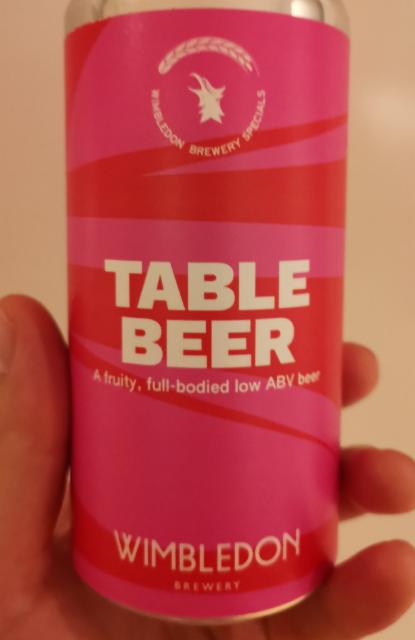 WIMBLEDON BREWERY SPECIALS
TABLE
BEER
A fruity, full-bodied low ABV beer
WIMBLEDON
BREWERY